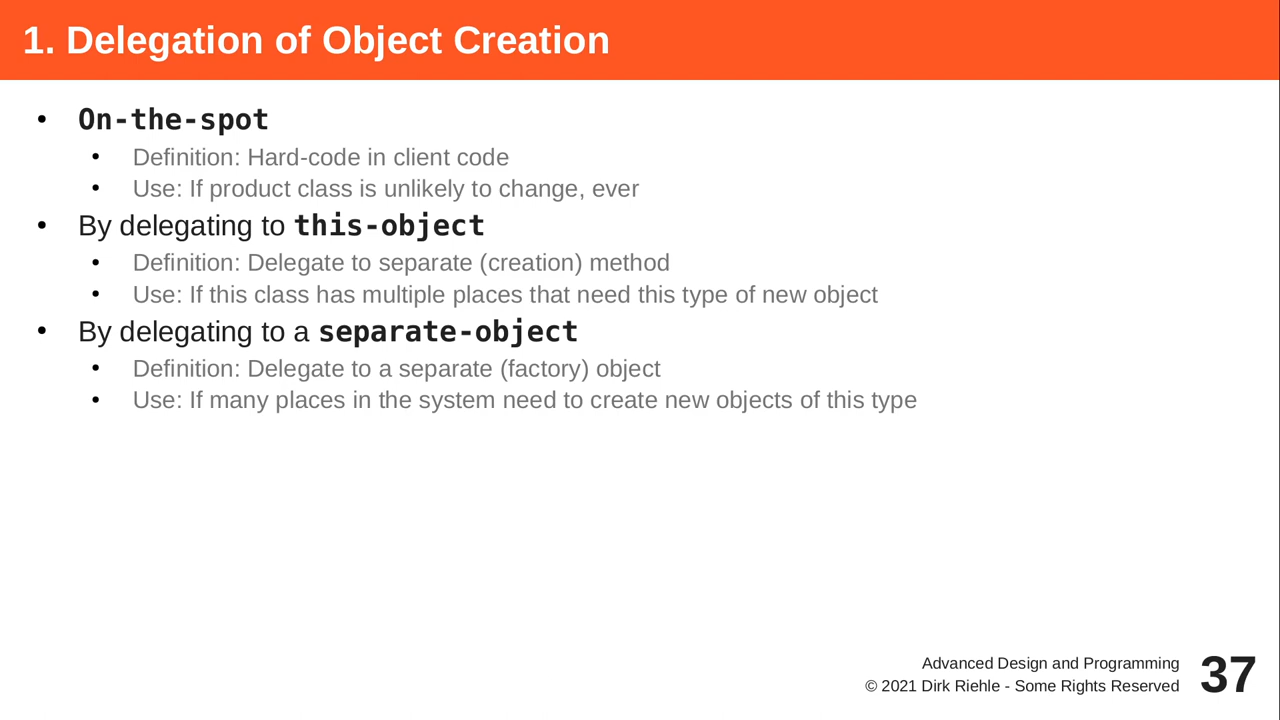 1. Delegation of Object Creation
• On-the-spot
• Definition: Hard-code in client code
• Use: If product class is unlikely to change, ever
• By delegating to this-object
• Definition: Delegate to separate (creation) method
• Use: If this class has multiple places that need this type of new object
• By delegating to a separate-object
• Definition: Delegate to a separate (factory) object
• Use: If many places in the system need to create new objects of this type
Advanced Design and Programming
© 2021 Dirk Riehle - Some Rights Reserved
37